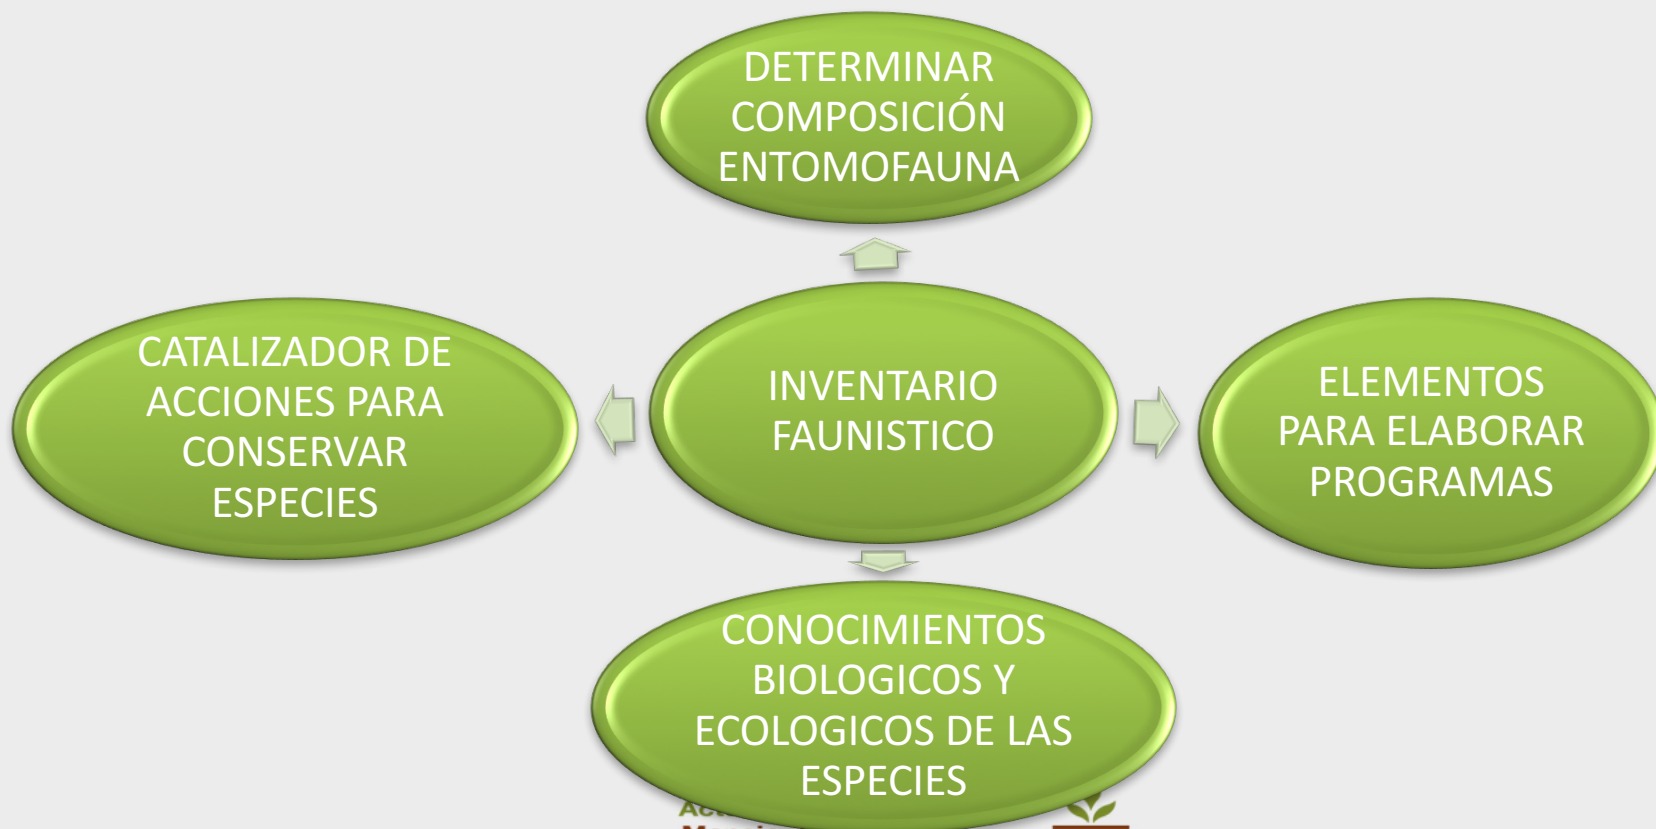 DETERMINAR
COMPOSICIÓN
ENTOMOFAUNA
CATALIZADOR DE
ACCIONES PARA
CONSERVAR
ESPECIES
INVENTARIO
FAUNISTICO
ELEMENTOS
PARA ELABORAR
PROGRAMAS
CONOCIMIENTOS
BIOLOGICOS Y
ECOLOGICOS DE LAS
ESPECIES